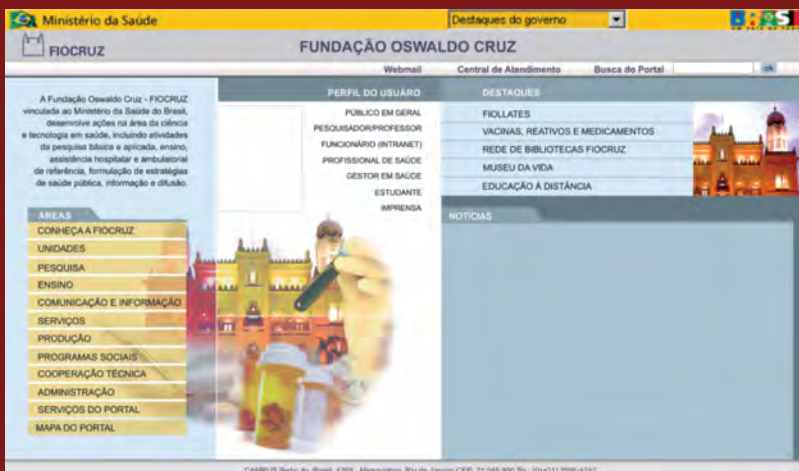 Ministério da Saúde
Destaques do governo
FIOCRUZ
FUNDAÇÃO OSWALDO CRUZ
Webmail
Central de Atendimento
Busca do Portal
ok
A Fundação Oswaldo Cruz - FIOCRUZ
vinculada ao Ministério da Saúde do Brasil,
desenvolve ações na área da ciência
e tecnologia em saúde, incluindo atividades
da pesquisa básica e aplicada, ensino,
assistência hospitalar e ambulatorial
de referência, formulação de estratégias
de saúde pública, informação e difusão.
AREAS
CONHEÇA A FIOCRUZ
UNIDADES
PESQUISA
ENSINO
COMUNICAÇÃO E INFORMAÇÃO
SERVIÇOS
PRODUÇÃO
PROGRAMAS SOCIAIS
COOPERAÇÃO TÉCNICA
ADMINISTRAÇÃO
SERVIÇOS DO PORTAL
MAPA DO PORTAL
PERFIL DO USUÁRO
PÚBLICO EM GERAL
PESQUISADOR/PROFESSOR
FUNCIONÁRIO (INTRANET)
PROFISSIONAL DE SAÚDE
GESTOR EM SAÚDE
ESTUDANTE
IMPRENSA
DESTAQUES
FIOLLATES
VACINAS, REATIVOS E MEDICAMENTOS
REDE DE BIBLIOTECAS FIOCRUZ
MUSEU DA VIDA
EDUCAÇÃO Á DISTÂNCIA
NOTÍCIAS